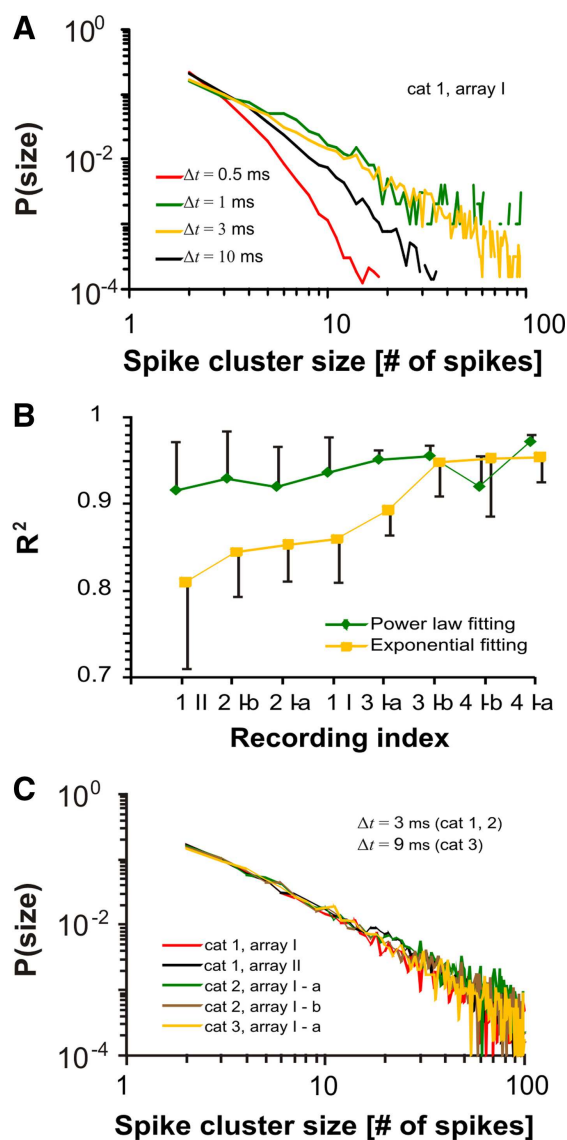 A
10^0
10^-2
10^-4
P(size)
cat 1, array I
Δt = 0.5 ms
Δt = 1 ms
Δt = 3 ms
Δt = 10 ms
1 10 100
Spike cluster size [# of spikes]
B
1
0.9
0.8
0.7
R^2
Power law fitting
Exponential fitting
1 II 2 I-b 2 I-a 1 I 3 I-a 3 I-b 4 I-b 4 I-a
Recording index
C
10^0
10^-2
10^-4
P(size)
Δt = 3 ms (cat 1, 2)
Δt = 9 ms (cat 3)
cat 1, array I
cat 1, array II
cat 2, array I - a
cat 2, array I - b
cat 3, array I - a
1 10 100
Spike cluster size [# of spikes]